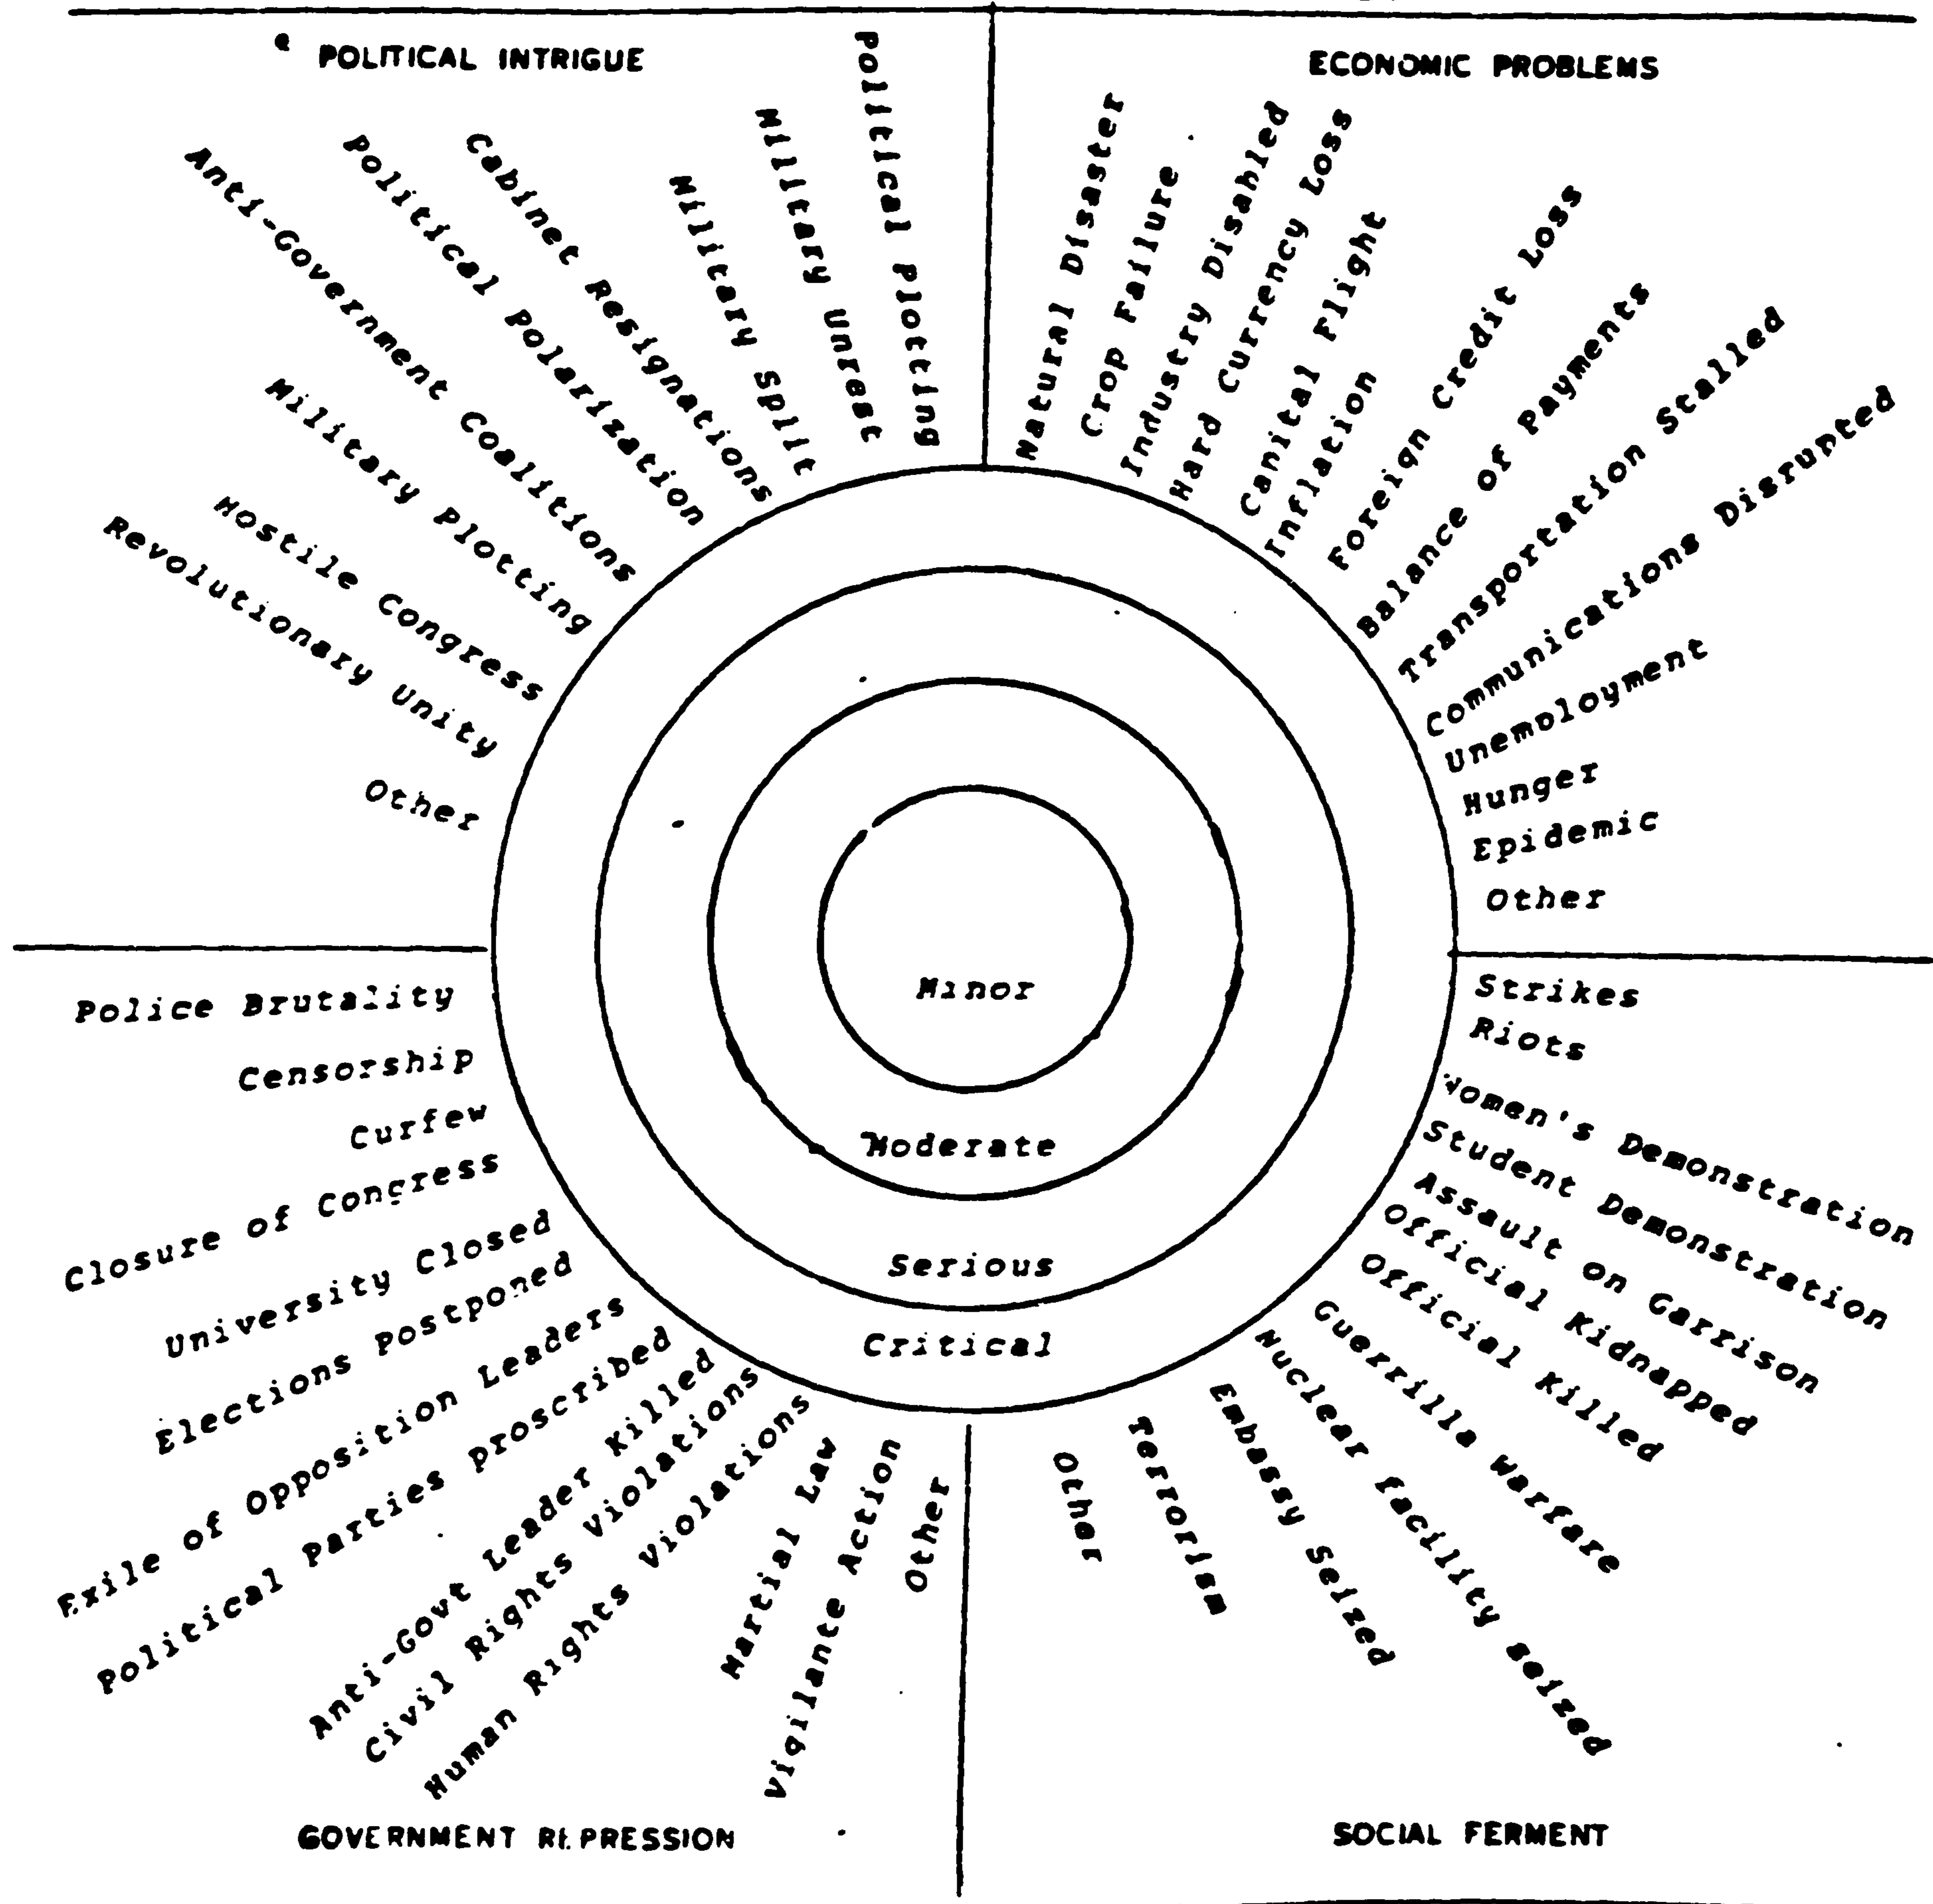 POLITICAL INTRIGUE
Revolutionary Unity
Hostile Congress
Military Plotting
Anti-Government Coalitions
Political Polarization
Cabinet Resignations
Military Split
Military Unrest
Political Plotting
Other
ECONOMIC PROBLEMS
Natural Disaster
Crop Failure
Industry Disabled
Hard Currency Loss
Capital Flight
Inflation
Foreign Credit Loss
Balance of Payments
Transportation Stalled
Communications Disrupted
Unemployment
Hunger
Epidemic
Other
Minor
Moderate
Serious
Critical
Police Brutality
Censorship
Curfew
Closure of Congress
University Closed
Elections Postponed
Exile of Opposition Leaders
Political Parties Proscribed
Anti-Govt Leader Killed
Civil Rights Violations
Human Rights Violations
Martial Law
Vigilante Action
Other
GOVERNMENT REPRESSION
Strikes
Riots
Women's Demonstration
Student Demonstration
Assault on Garrison
Official Kidnapped
Official Killed
Guerrilla Warfare
Nuclear Facility Seized
Embassy Seized
Terrorism
Other
SOCIAL FERMENT